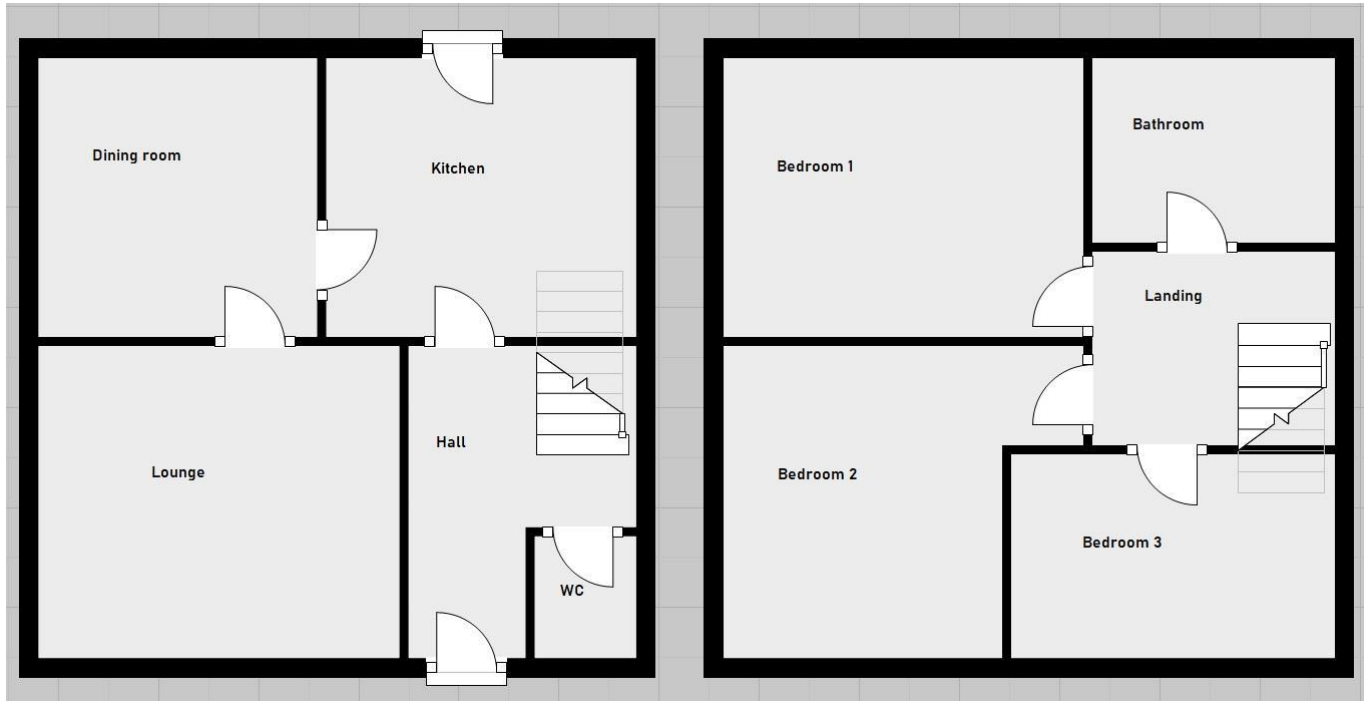 Dining room
Kitchen
Hall
Lounge
WC
Bedroom 1
Bathroom
Landing
Bedroom 2
Bedroom 3